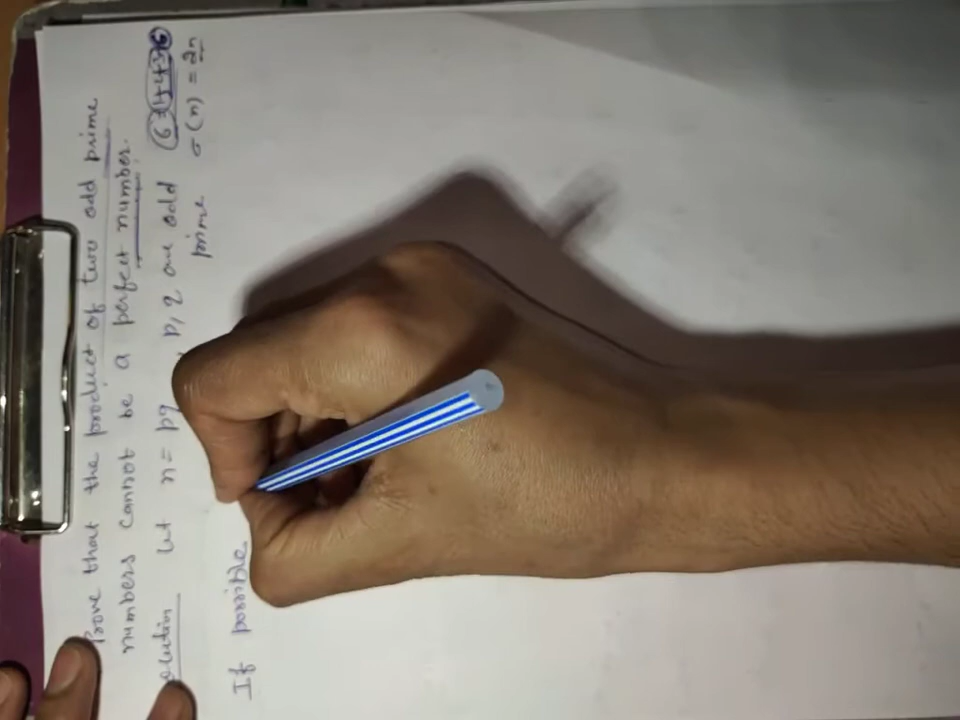 Prove that the product of two odd prime
numbers cannot be a perfect number.
olution Let n = pq p, q are odd
prime σ(n) = 2n
If possible